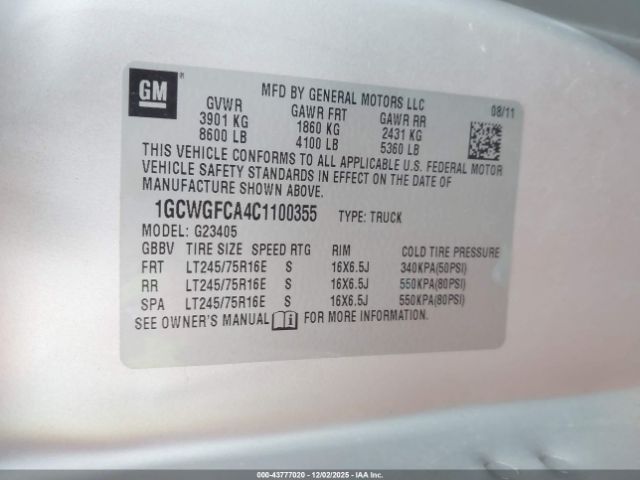 GM
MFD BY GENERAL MOTORS LLC
08/11
GVWR GAWR FRT GAWR RR
3901 KG 1860 KG 2431 KG
8600 LB 4100 LB 5360 LB
THIS VEHICLE CONFORMS TO ALL APPLICABLE U.S. FEDERAL MOTOR
VEHICLE SAFETY STANDARDS IN EFFECT ON THE DATE OF
MANUFACTURE SHOWN ABOVE.
1GCWGFCA4C1100355 TYPE: TRUCK
MODEL: G23405
GBBV TIRE SIZE SPEED RTG RIM COLD TIRE PRESSURE
FRT LT245/75R16E S 16X6.5J 340KPA(50PSI)
RR LT245/75R16E S 16X6.5J 550KPA(80PSI)
SPA LT245/75R16E S 16X6.5J 550KPA(80PSI)
SEE OWNER'S MANUAL FOR MORE INFORMATION.
000-43777020 - 12/02/2025 - IAA Inc. Copyright